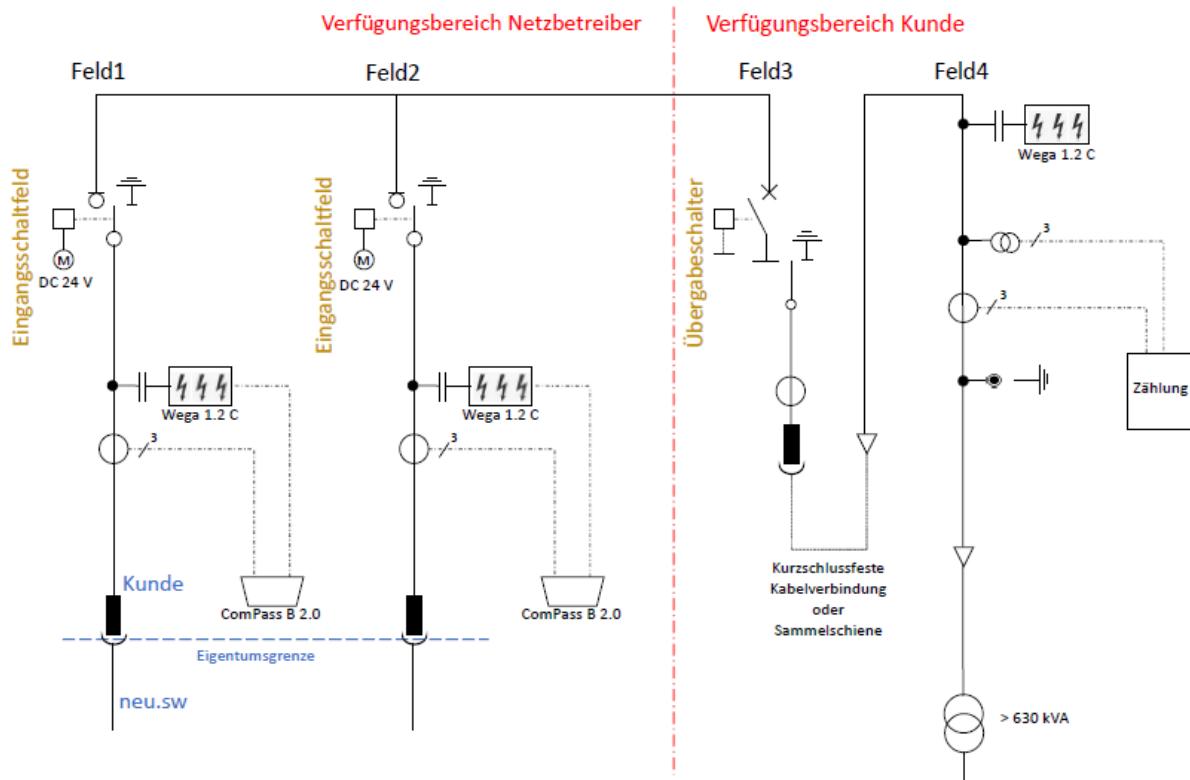 Verfügungsbereich Netzbetreiber
Verfügungsbereich Kunde
Feld1
Feld2
Feld3
Feld4
Wega 1.2 C
Eingangsschaltfeld
M
DC 24 V
Eingangsschaltfeld
M
DC 24 V
Übergabeschalter
3
3
Zählung
Wega 1.2 C
3
Wega 1.2 C
3
Kunde
ComPass B 2.0
ComPass B 2.0
Kurzschlussfeste
Kabelverbindung
oder
Sammelschiene
Eigentumsgrenze
neu.sw
> 630 kVA